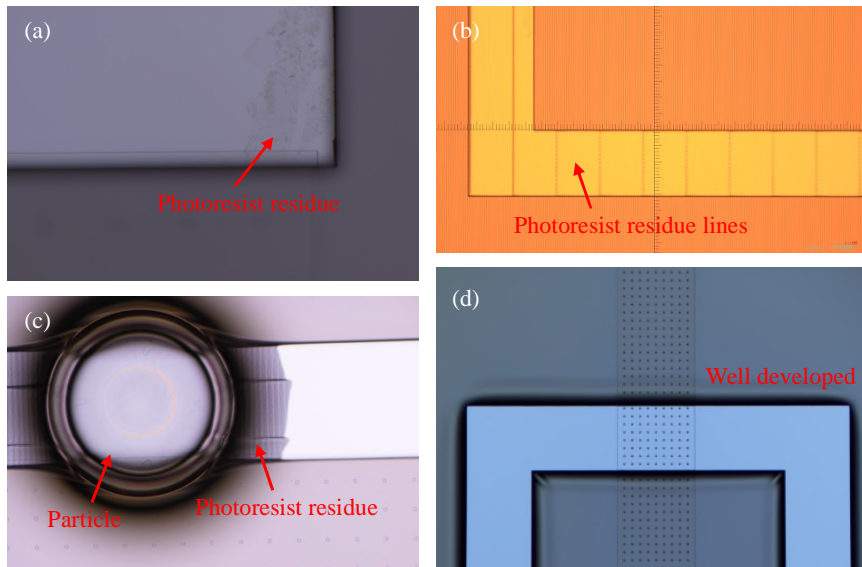 (a)
Photoresist residue
(b)
Photoresist residue lines
(c)
Particle
Photoresist residue
(d)
Well developed